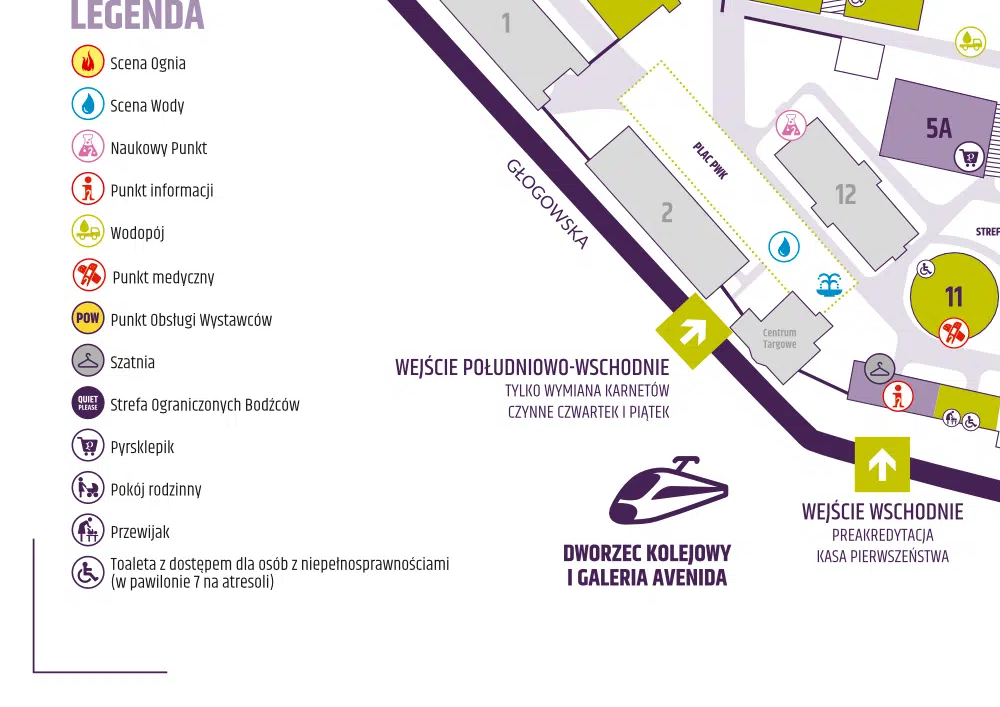 LEGENDA
Scena Ognia
Scena Wody
Naukowy Punkt
Punkt informacji
Wodopój
Punkt medyczny
POW
Punkt Obsługi Wystawców
Szatnia
QUIET
PLEASE
Strefa Ograniczonych Bodźców
Pyrsklepik
Pokój rodzinny
Przewijak
Toaleta z dostępem dla osób z niepełnosprawnościami
(w pawilonie 7 na atresoli)
1
GŁOGOWSKA
2
PLAC PWK
12
5A
STREF
11
Centrum
Targowe
WEJŚCIE POŁUDNIOWO-WSCHODNIE
TYLKO WYMIANA KARNETÓW
CZYNNE CZWARTEK I PIĄTEK
DWORZEC KOLEJOWY
I GALERIA AVENIDA
WEJŚCIE WSCHODNIE
PREAKREDYTACJA
KASA PIERWSZEŃSTWA